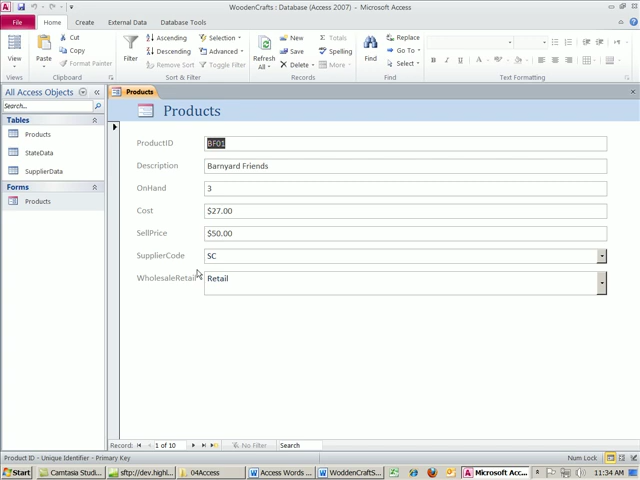 WoodenCrafts : Database (Access 2007) - Microsoft Access
File Home Create External Data Database Tools
View
Views
Paste
Cut
Copy
Format Painter
Clipboard
Filter
Ascending
Descending
Remove Sort
Selection
Advanced
Toggle Filter
Sort & Filter
Refresh All
New
Save
Delete
Totals
Spelling
More
Records
Find
Replace
Go To
Select
Find
B I U
Text Formatting
All Access Objects
Search...
Tables
Products
StateData
SupplierData
Forms
Products
Products
Products
ProductID BF01
Description Barnyard Friends
OnHand 3
Cost $27.00
SellPrice $50.00
SupplierCode SC
WholesaleRetail Retail
Record: 1 of 10 No Filter Search
Product ID - Unique Identifier - Primary Key
Num Lock
Start Camtasia Studi... sftp://dev.highl... 04Access Access Words ... WoddenCraftS... Microsoft Acc... 11:34 AM